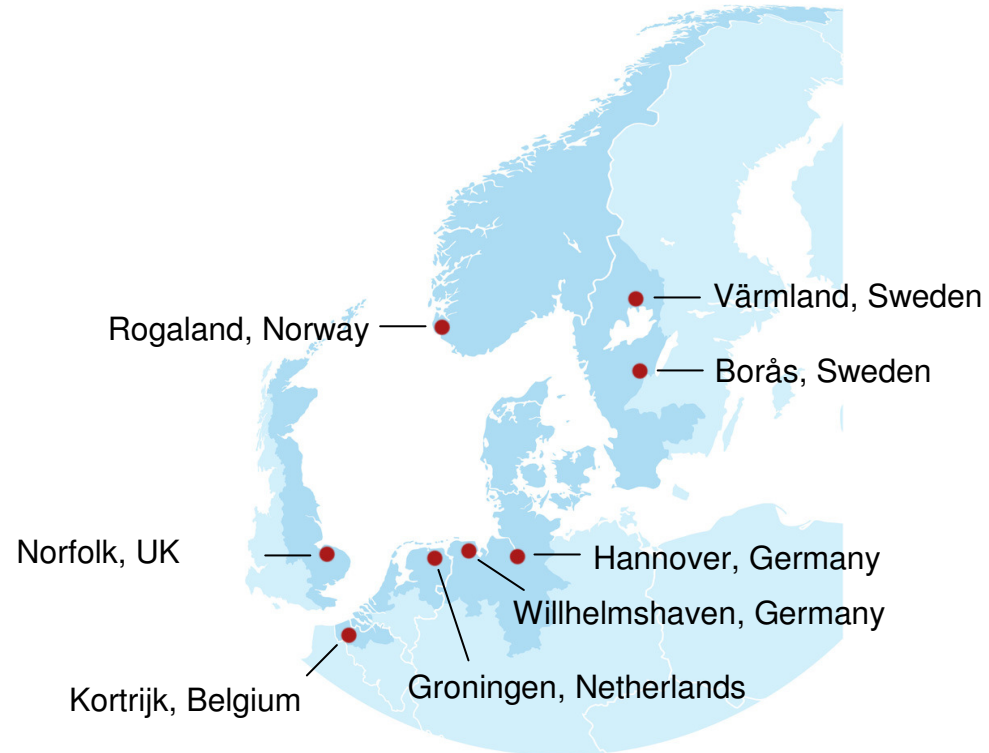 Värmland, Sweden
Rogaland, Norway
Borås, Sweden
Norfolk, UK
Hannover, Germany
Willhelmshaven, Germany
Groningen, Netherlands
Kortrijk, Belgium